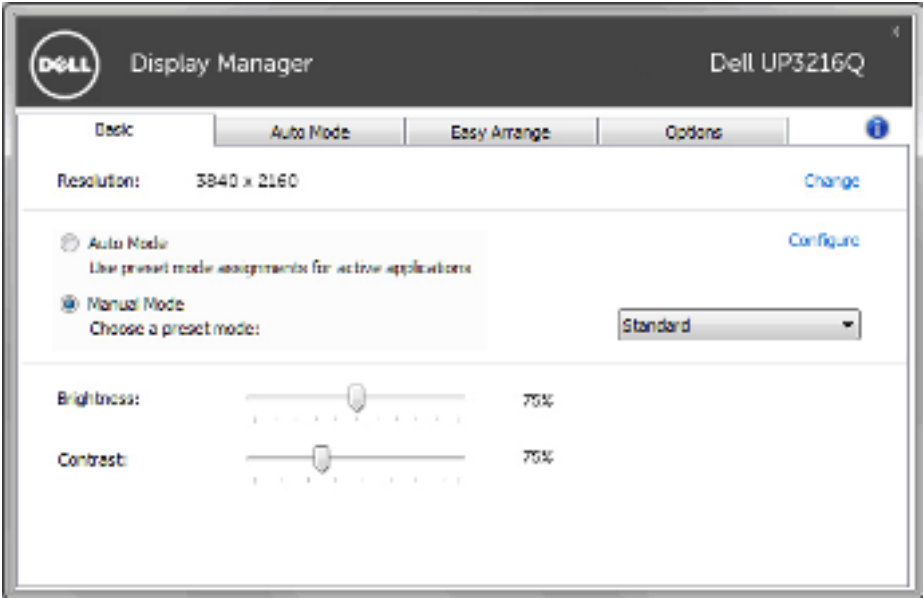 DELL Display Manager Dell UP3216Q
Basic Auto Mode Easy Arrange Options i
Resolution: 3840 x 2160 Change
Auto Mode Configure
Use preset mode assignments for active applications
Manual Mode
Choose a preset mode: Standard
Brightness: 75%
Contrast: 75%